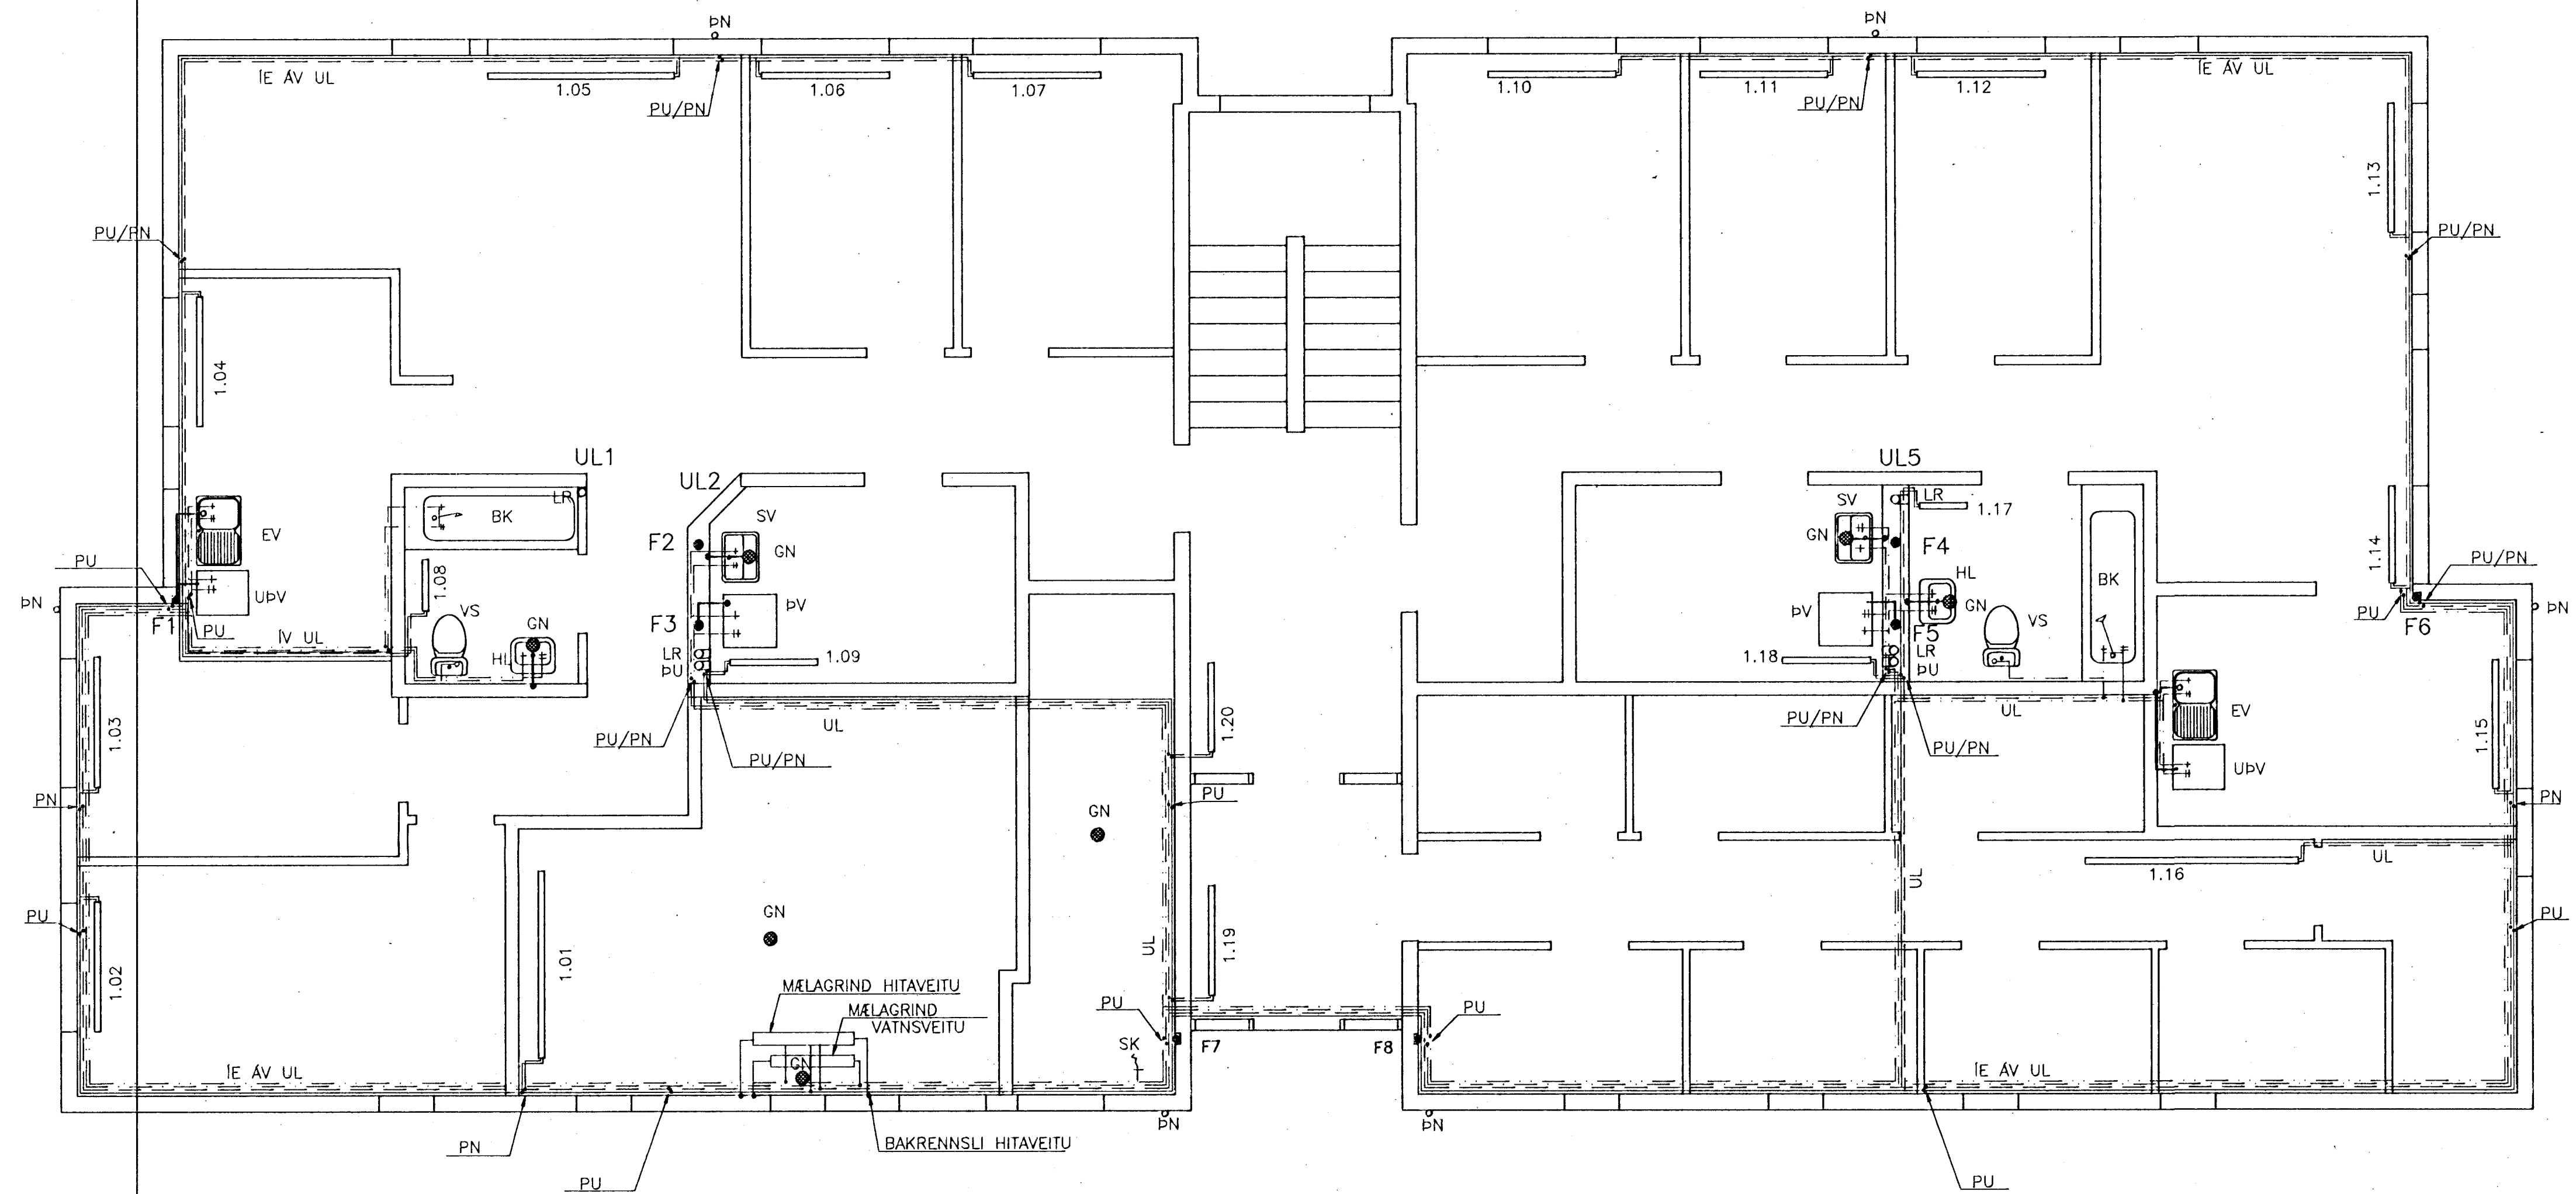 ÞN
ÞN
ÍE ÁV UL
1.05
1.06
1.07
1.10
1.11
1.12
ÍE ÁV UL
PU/PN
PU/PN
1.13
PU/PN
PU/PN
1.04
UL1
UL2
UL5
LR
BK
SV
SV
LR
1.17
EV
F2
GN
GN
F4
1.14
PU
1.08
HL
BK
PU/PN
UÞV
ÞN
VS
F3
ÞV
ÞV
GN
VS
ÞN
F1
PU
ÍV UL
GN
F5
PU
F6
HL
LR
1.09
1.18
LR
ÞU
ÞU
1.03
UL
1.20
UL
EV
PU/PN
PU/PN
PU/PN
PU/PN
1.15
UÞV
PN
PU
PN
GN
UL
1.16
UL
PU
GN
PU
1.02
1.01
UL
1.19
MÆLAGRIND HITAVEITU
MÆLAGRIND
VATNSVEITU
PU
PU
SK
F7
F8
GN
ÍE ÁV UL
ÍE ÁV UL
ÞN
ÞN
PN
BAKRENNSLI HITAVEITU
PU
PU